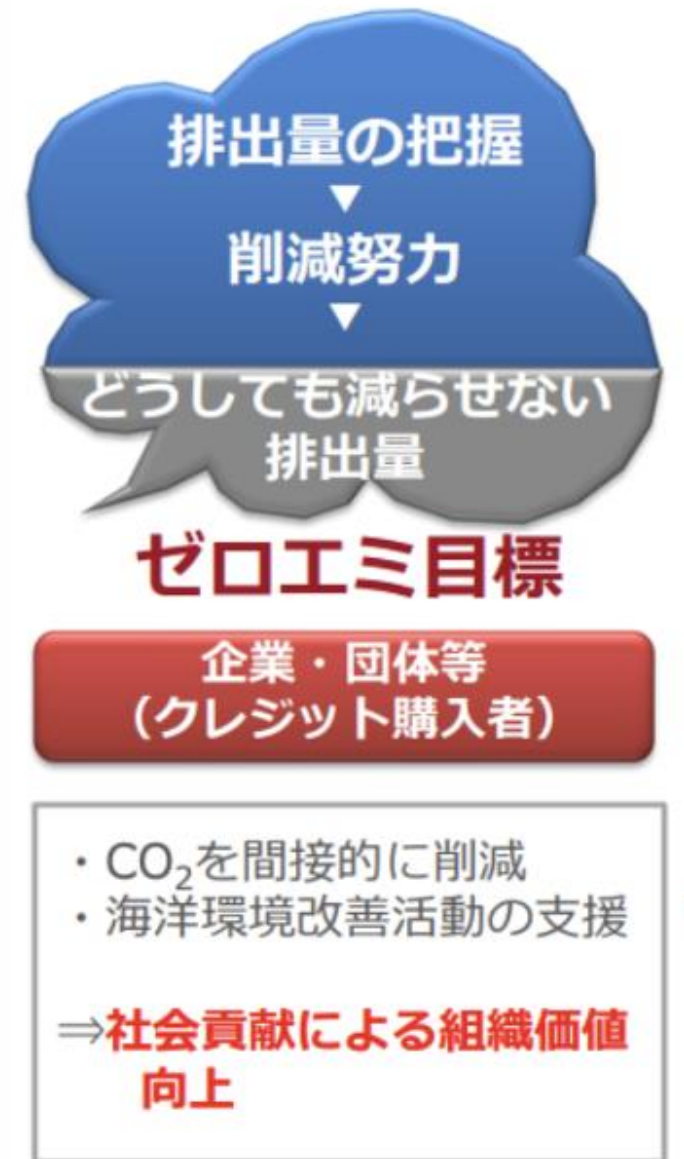 排出量の把握
▼
削減努力
▼
どうしても減らせない
排出量
ゼロエミ目標
企業・団体等
（クレジット購入者）
・CO₂を間接的に削減
・海洋環境改善活動の支援
⇒社会貢献による組織価値
向上